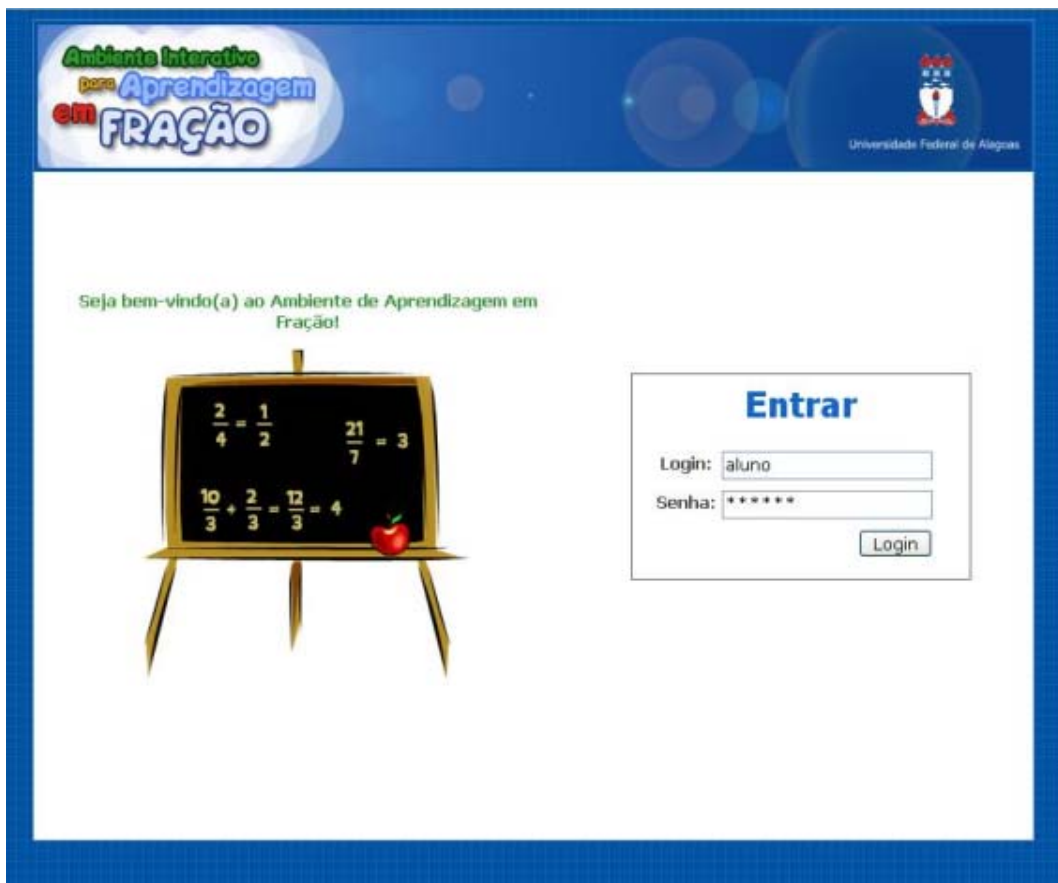 Ambiente Interativo
para Aprendizagem
em FRAÇÃO
Universidade Federal de Alagoas
Seja bem-vindo(a) ao Ambiente de Aprendizagem em
Fração!
2/4 = 1/2
21/7 = 3
10/3 + 2/3 = 12/3 = 4
Entrar
Login: aluno
Senha: ******
Login